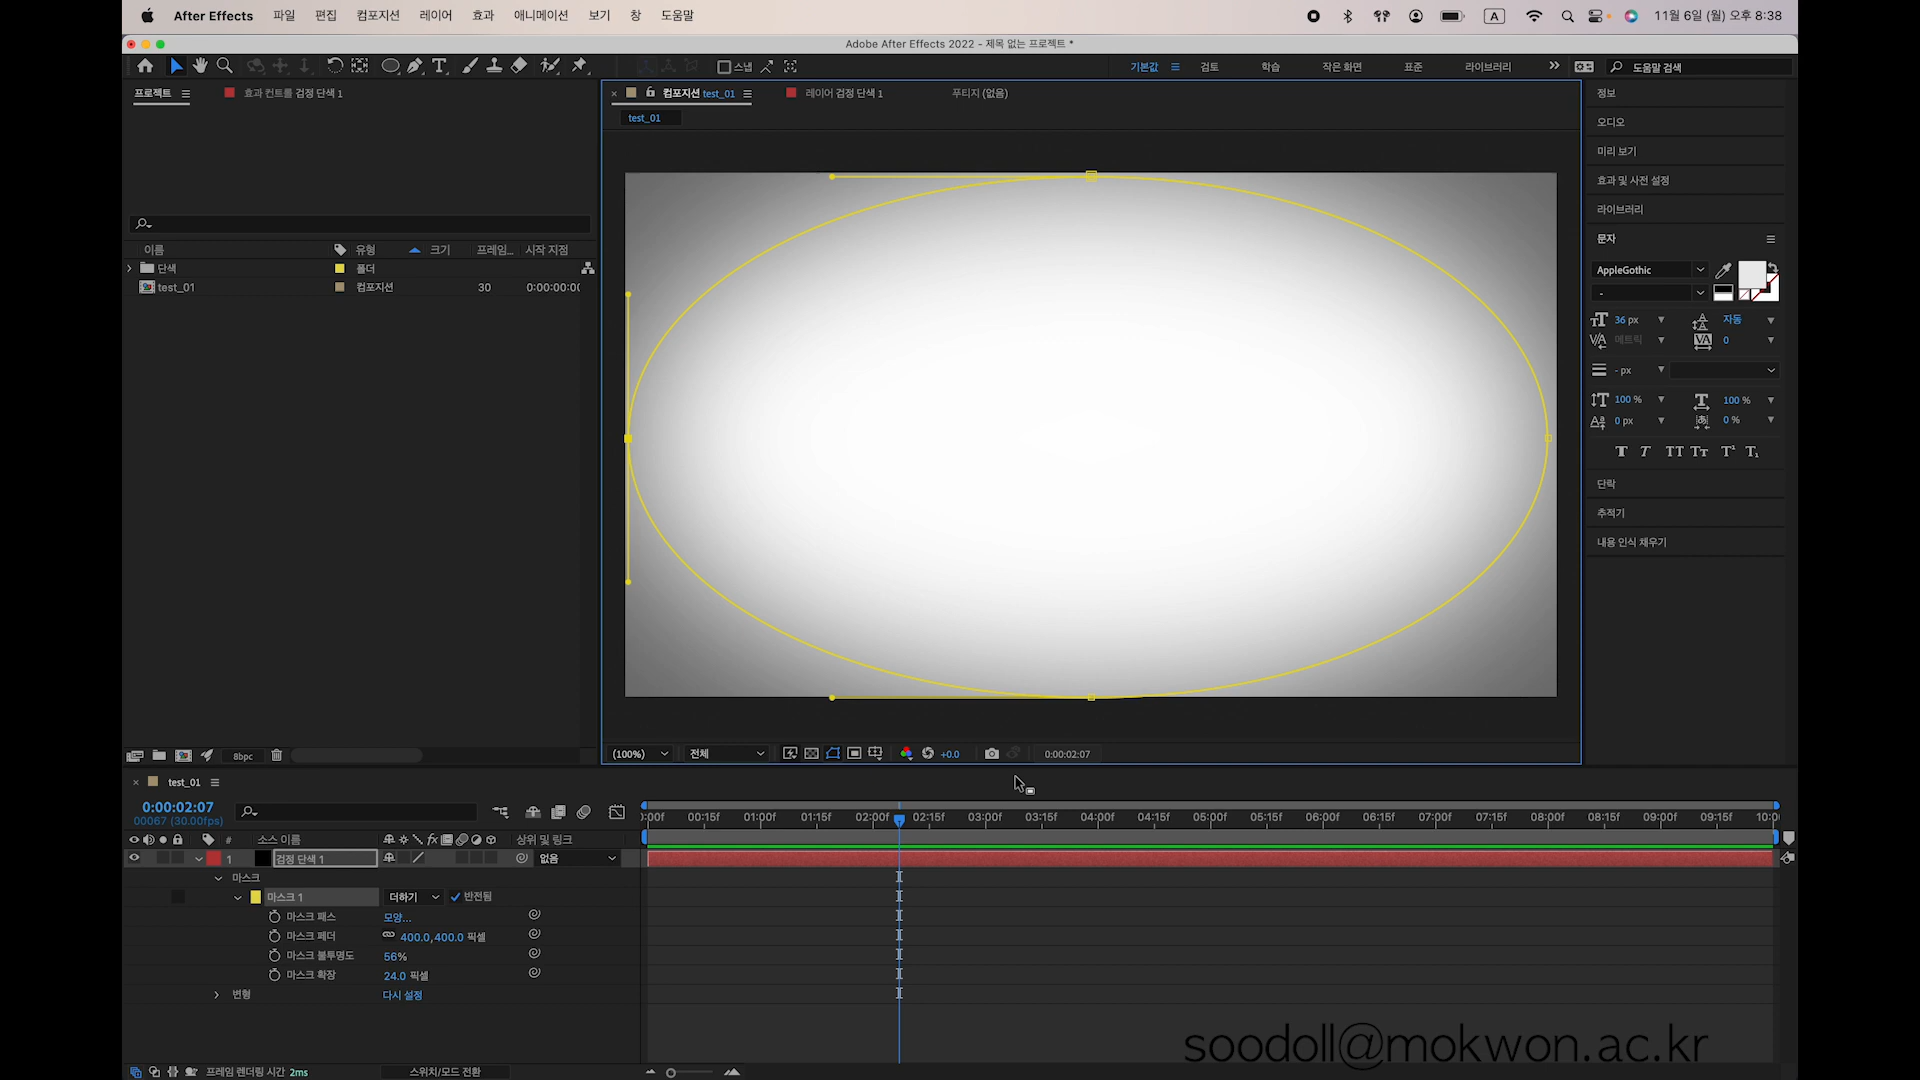 After Effects 파일 편집 컴포지션 레이어 효과 애니메이션 보기 창 도움말 A 11월 6일 (월) 오후 8:38
Adobe After Effects 2022 - 제목 없는 프로젝트 *
스냅 기본값 검토 학습 작은 화면 표준 라이브러리 도움말 검색
프로젝트 효과 컨트롤 검정 단색 1
컴포지션 test_01 레이어 검정 단색 1 푸티지 (없음)
test_01
이름 유형 크기 프레임... 시작 지점
단색 폴더
test_01 컴포지션 30 0:00:00:00
8bpc
(100%) 전체 +0.0 0:00:02:07
정보
오디오
미리 보기
효과 및 사전 설정
라이브러리
문자
AppleGothic
-
36 px 자동
메트릭 0
- px
100 % 100 %
0 px 0 %
T T TT Tт T¹ T₁
단락
추적기
내용 인식 채우기
test_01
0:00:02:07
00067 (30.00fps)
):00f 00:15f 01:00f 01:15f 02:00f 02:15f 03:00f 03:15f 04:00f 04:15f 05:00f 05:15f 06:00f 06:15f 07:00f 07:15f 08:00f 08:15f 09:00f 09:15f 10:0
# 소스 이름 fx 상위 및 링크
1 검정 단색 1 없음
마스크
마스크 1 더하기 반전됨
마스크 패스 모양...
마스크 페더 400.0,400.0 픽셀
마스크 불투명도 56%
마스크 확장 24.0 픽셀
변형 다시 설정
프레임 렌더링 시간 2ms 스위치/모드 전환
soodoll@mokwon.ac.kr